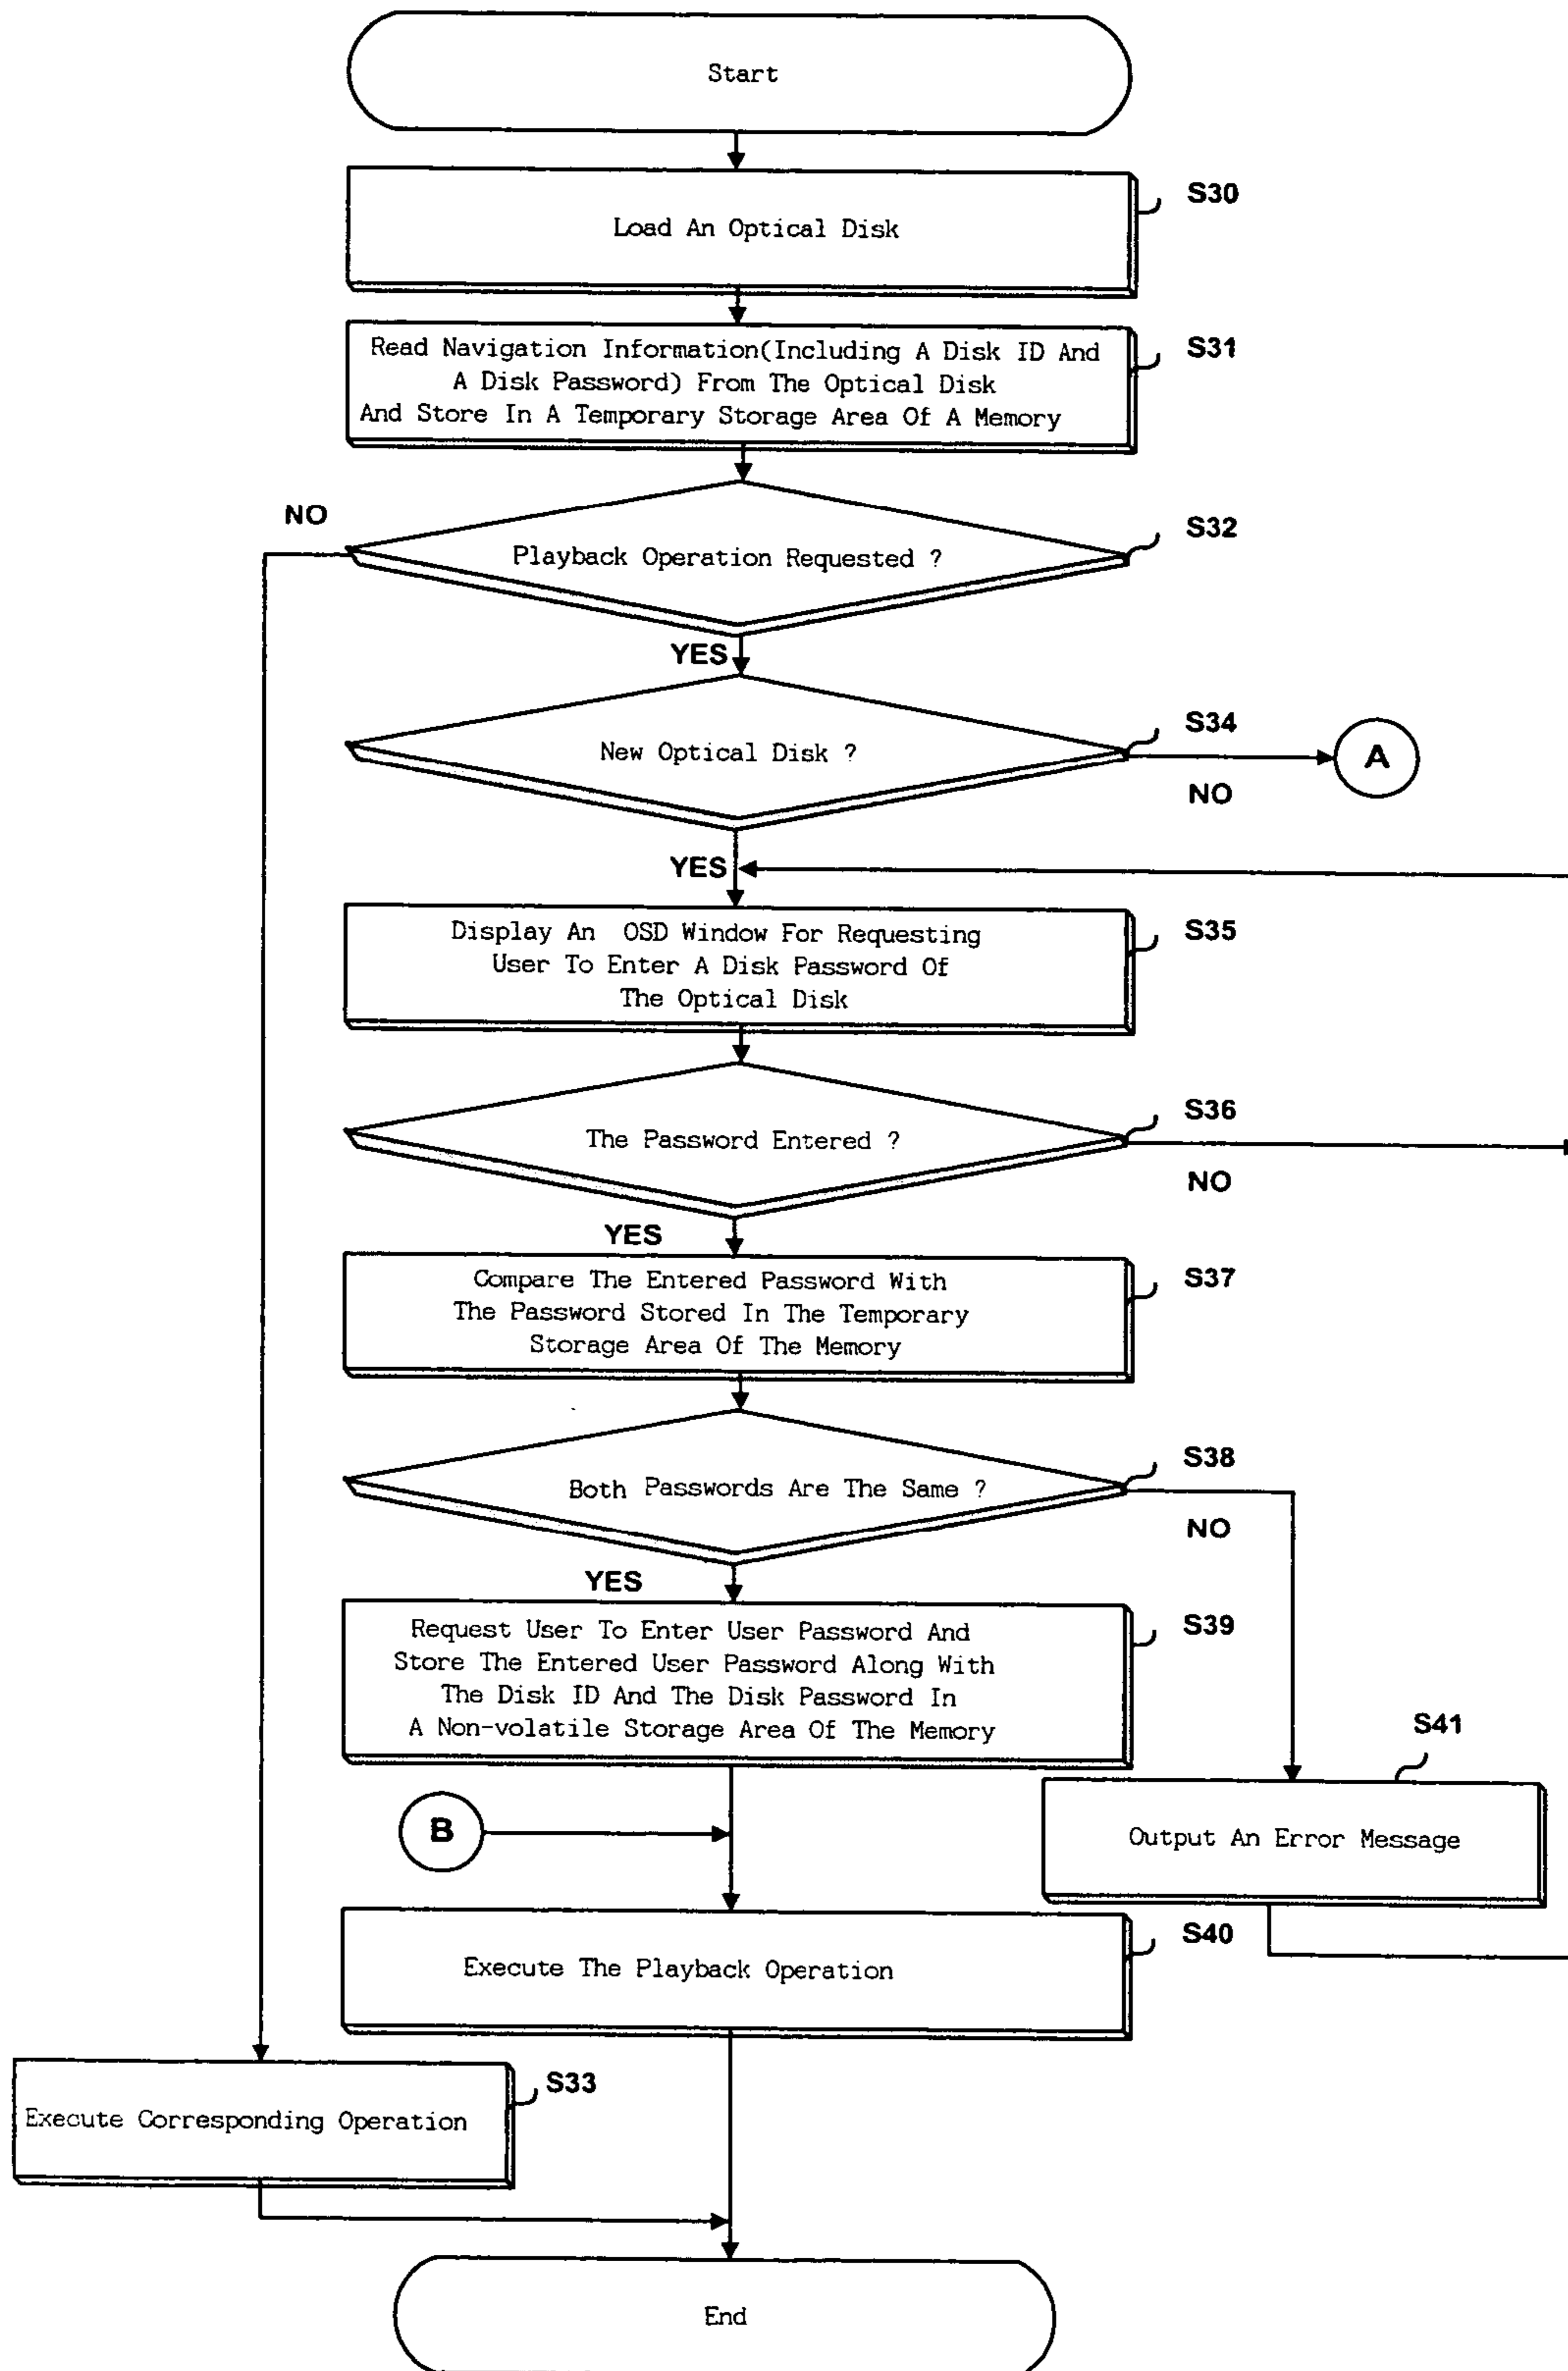 Start
S30
Load An Optical Disk
S31
Read Navigation Information(Including A Disk ID And
A Disk Password) From The Optical Disk
And Store In A Temporary Storage Area Of A Memory
NO
S32
Playback Operation Requested ?
YES
S34
New Optical Disk ?
A
NO
YES
S35
Display An OSD Window For Requesting
User To Enter A Disk Password Of
The Optical Disk
S36
The Password Entered ?
NO
YES
S37
Compare The Entered Password With
The Password Stored In The Temporary
Storage Area Of The Memory
S38
Both Passwords Are The Same ?
NO
YES
S39
Request User To Enter User Password And
Store The Entered User Password Along With
The Disk ID And The Disk Password In
A Non-volatile Storage Area Of The Memory
S41
B
Output An Error Message
S40
Execute The Playback Operation
S33
Execute Corresponding Operation
End